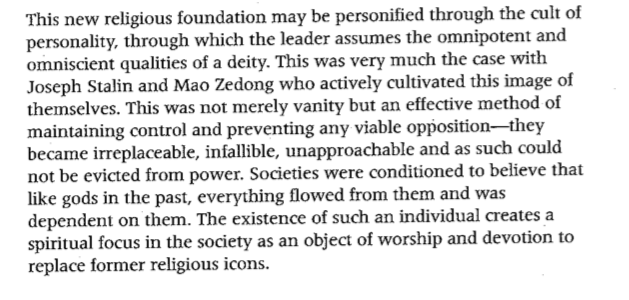 This new religious foundation may be personified through the cult of
personality, through which the leader assumes the omnipotent and
omniscient qualities of a deity. This was very much the case with
Joseph Stalin and Mao Zedong who actively cultivated this image of
themselves. This was not merely vanity but an effective method of
maintaining control and preventing any viable opposition—they
became irreplaceable, infallible, unapproachable and as such could
not be evicted from power. Societies were conditioned to believe that
like gods in the past, everything flowed from them and was
dependent on them. The existence of such an individual creates a
spiritual focus in the society as an object of worship and devotion to
replace former religious icons.